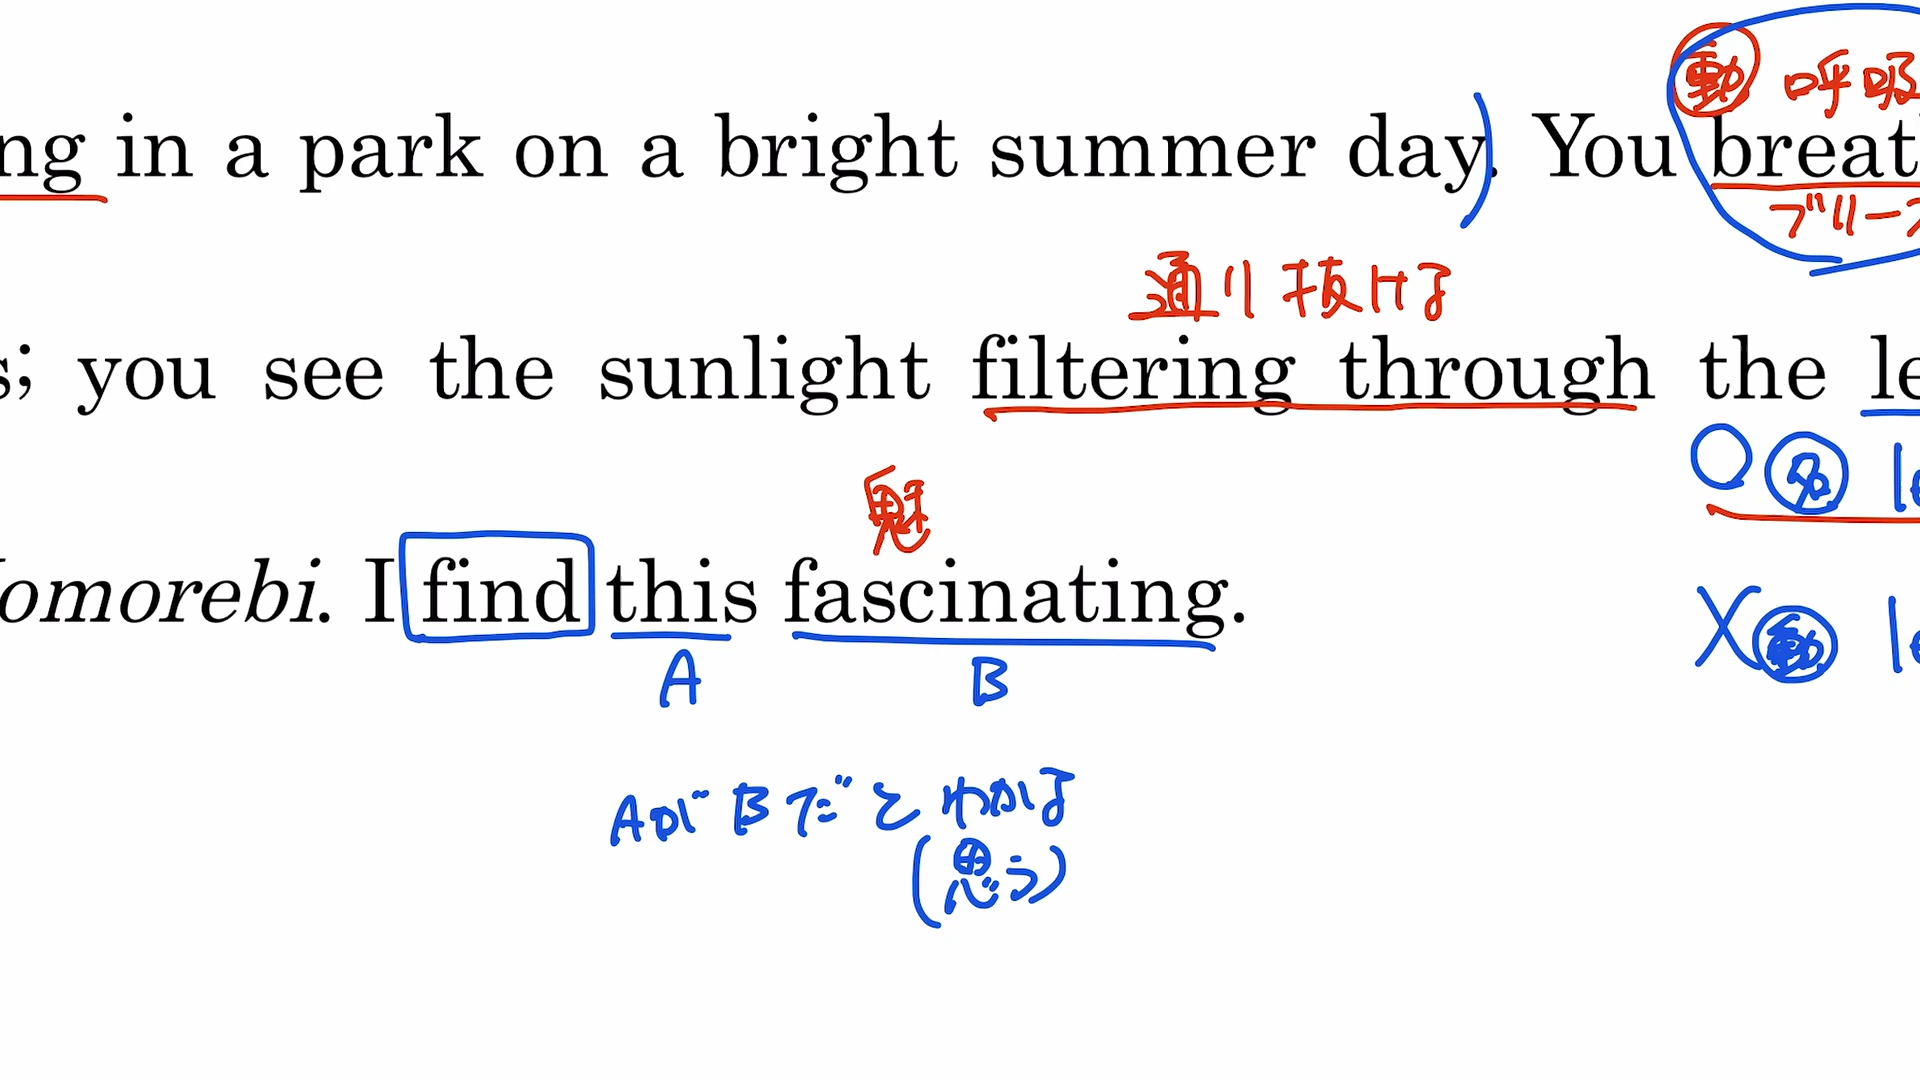 動 呼吸
ng in a park on a bright summer day). You breat
ブリース
通り抜ける
s; you see the sunlight filtering through the le
○ 名 le
魅
omorebi. I find this fascinating.
× 動 le
A B
AがBだとわかる
(思う)